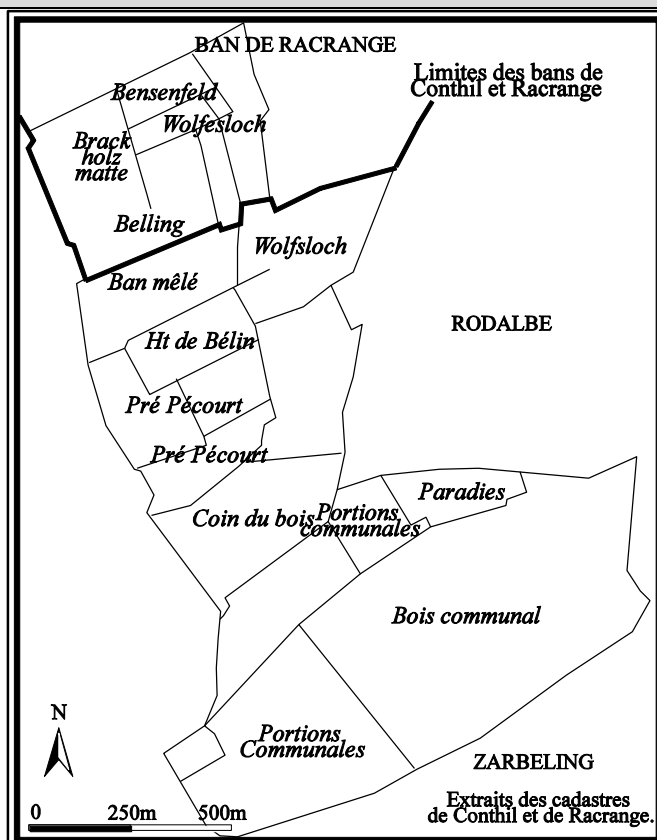 BAN DE RACRANGE
Limites des bans de
Conthil et Racrange
Bensenfeld
Wolfesloch
Brack
holz
matte
Belling
Wolfsloch
Ban mêlé
RODALBE
Ht de Bélin
Pré Pécourt
Pré Pécourt
Paradies
Coin du bois
Portions
communales
Bois communal
N
Portions
Communales
ZARBELING
Extraits des cadastres
de Conthil et de Racrange.
0 250m 500m